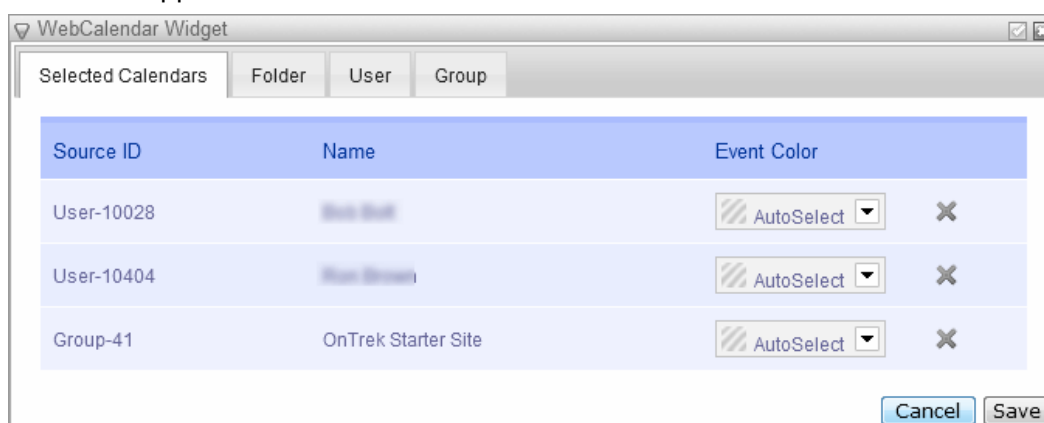 WebCalendar Widget
Selected Calendars Folder User Group
Source ID Name Event Color
User-10028 AutoSelect
User-10404 AutoSelect
Group-41 OnTrek Starter Site AutoSelect
Cancel Save